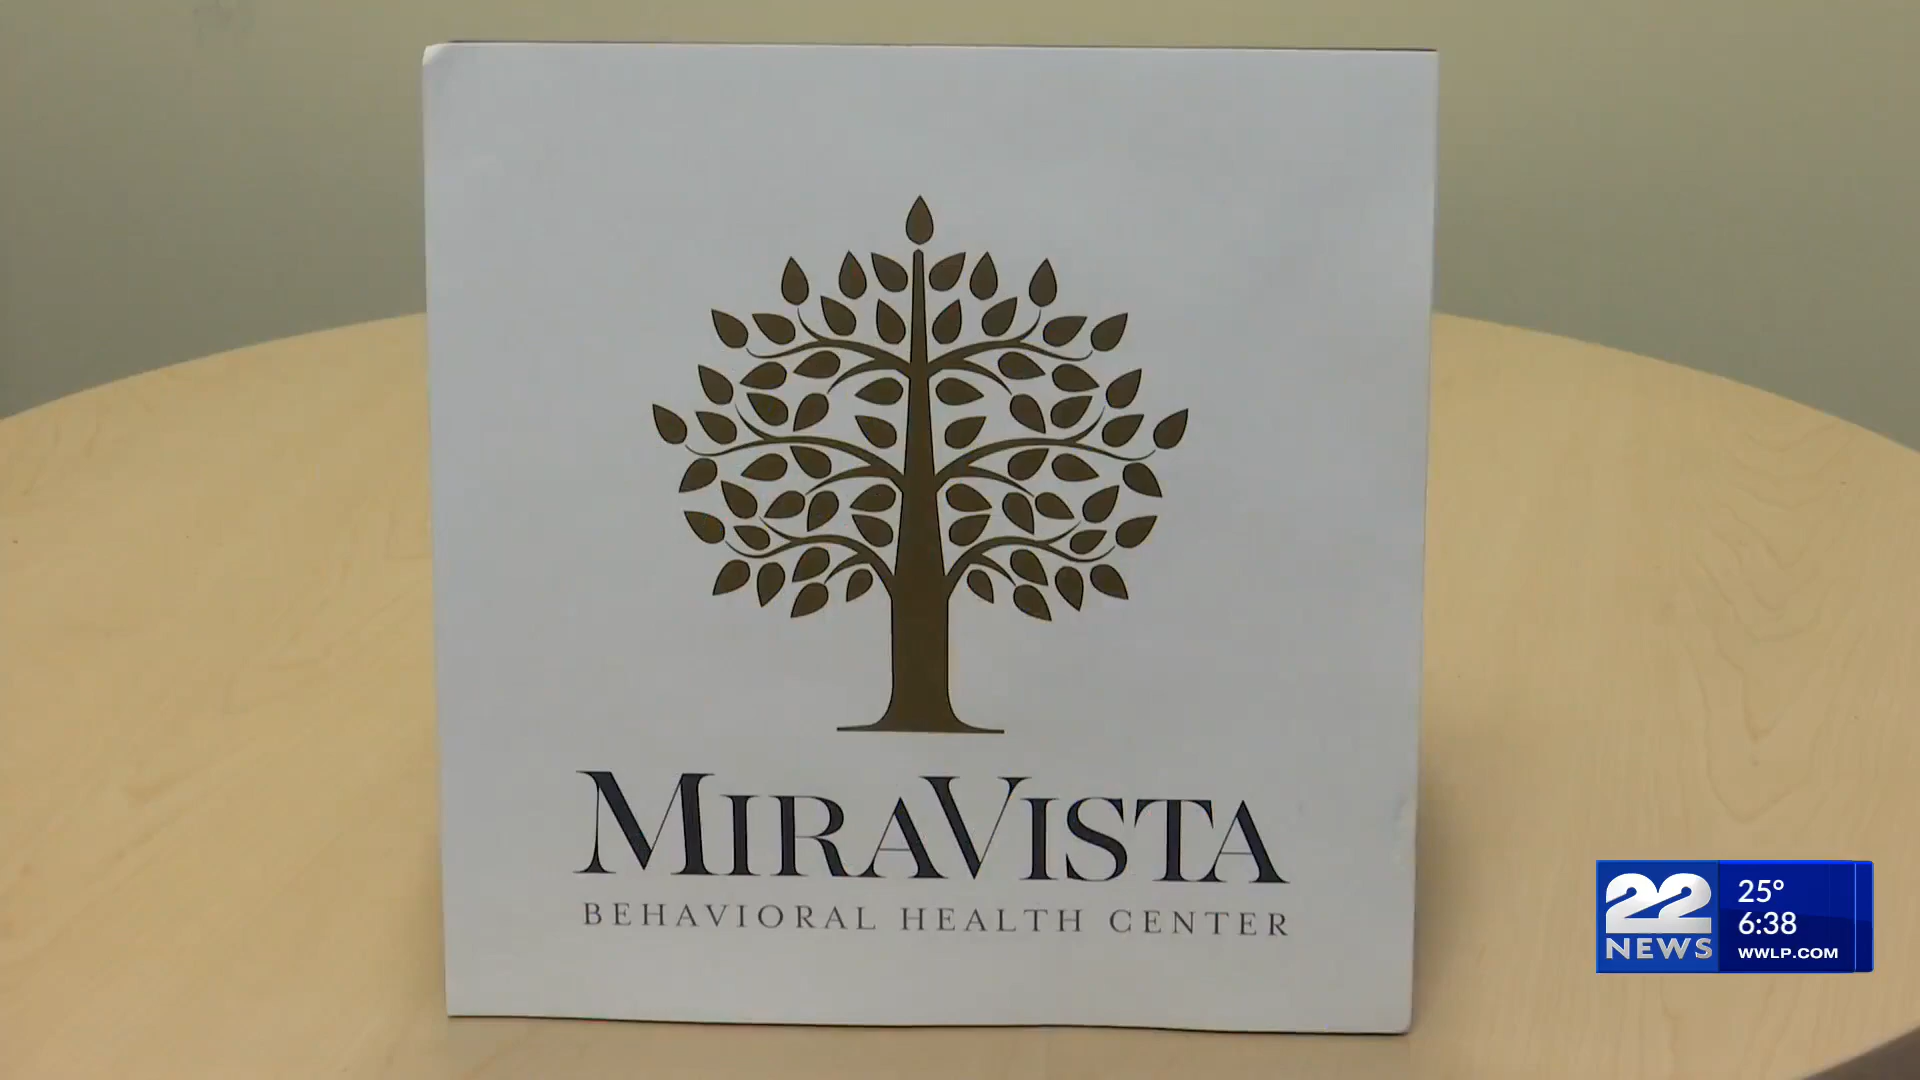 MIRAVISTA
BEHAVIORAL HEALTH CENTER
22
NEWS
25°
6:38
WWLP.COM